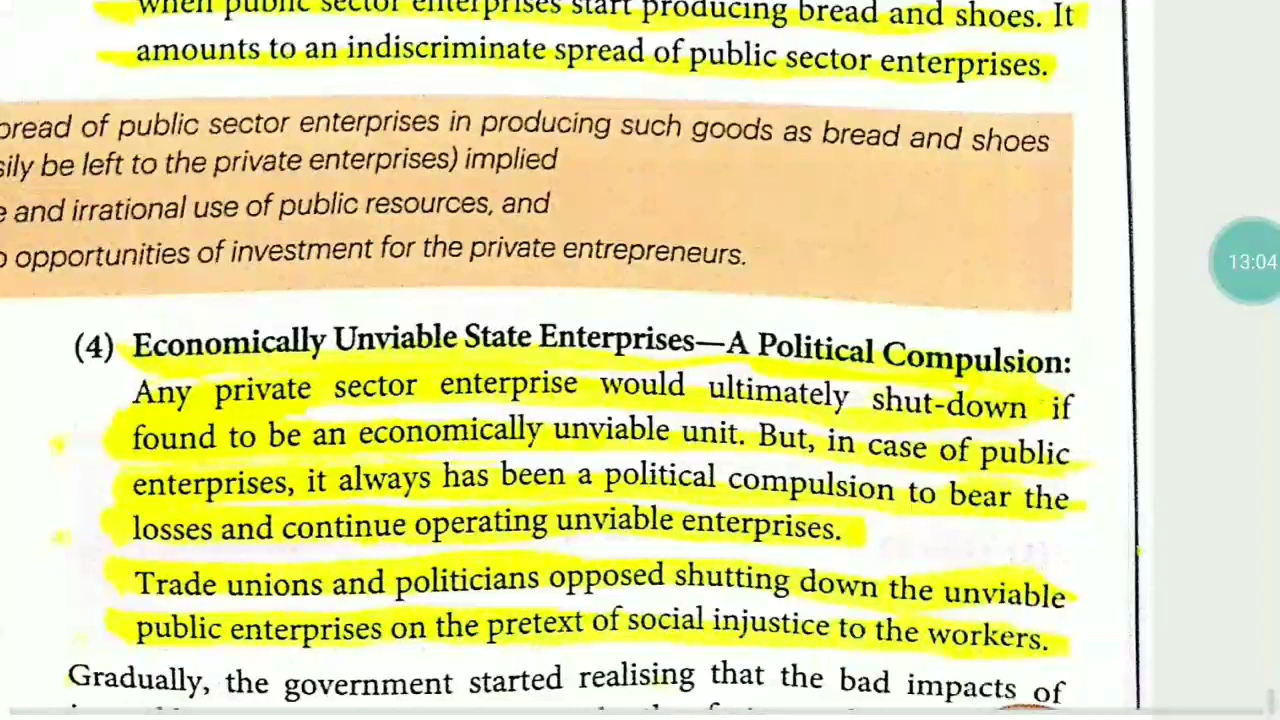 when public sector enterprises start producing bread and shoes. It
amounts to an indiscriminate spread of public sector enterprises.
of public sector enterprises in producing such goods as bread and shoes
be left to the private enterprises) implied
and irrational use of public resources, and
opportunities of investment for the private entrepreneurs.
(4) Economically Unviable State Enterprises—A Political Compulsion:
Any private sector enterprise would ultimately shut-down if
found to be an economically unviable unit. But, in case of public
enterprises, it always has been a political compulsion to bear the
losses and continue operating unviable enterprises.
Trade unions and politicians opposed shutting down the unviable
public enterprises on the pretext of social injustice to the workers.
Gradually, the government started realising that the bad impacts of
13:04